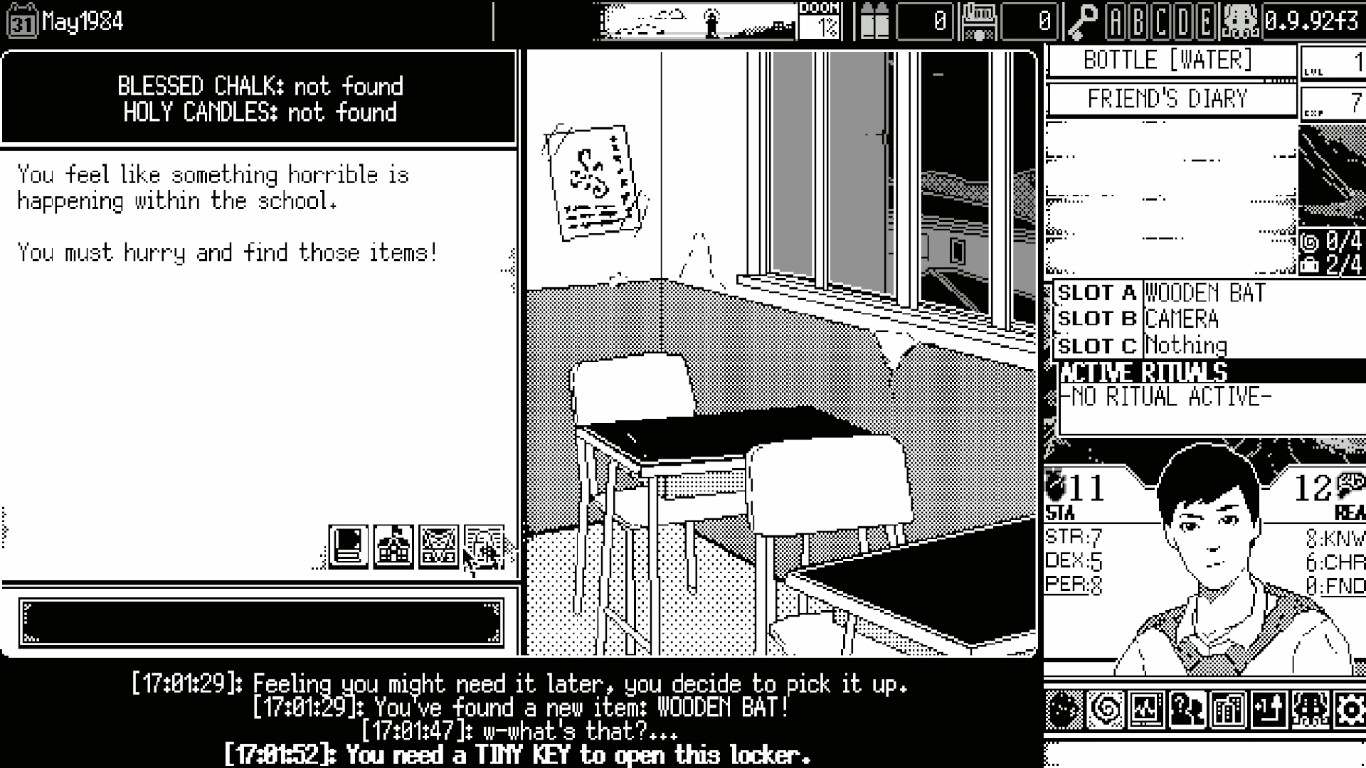 31 May1984
DOOM
1%
0
0
A B C D E
0.9.92f3
BLESSED CHALK: not found
HOLY CANDLES: not found
You feel like something horrible is
happening within the school.
You must hurry and find those items!
BOTTLE [WATER]
LVL 1
FRIEND'S DIARY
EXP 7
0/4
2/4
SLOT A WOODEN BAT
SLOT B CAMERA
SLOT C Nothing
ACTIVE RITUALS
-NO RITUAL ACTIVE-
11
12
STA
REA
STR:7
8:KNW
DEX:5
6:CHR
PER:8
0:FND
[17:01:29]: Feeling you might need it later, you decide to pick it up.
[17:01:29]: You've found a new item: WOODEN BAT!
[17:01:47]: w-what's that?...
[17:01:52]: You need a TINY KEY to open this locker.